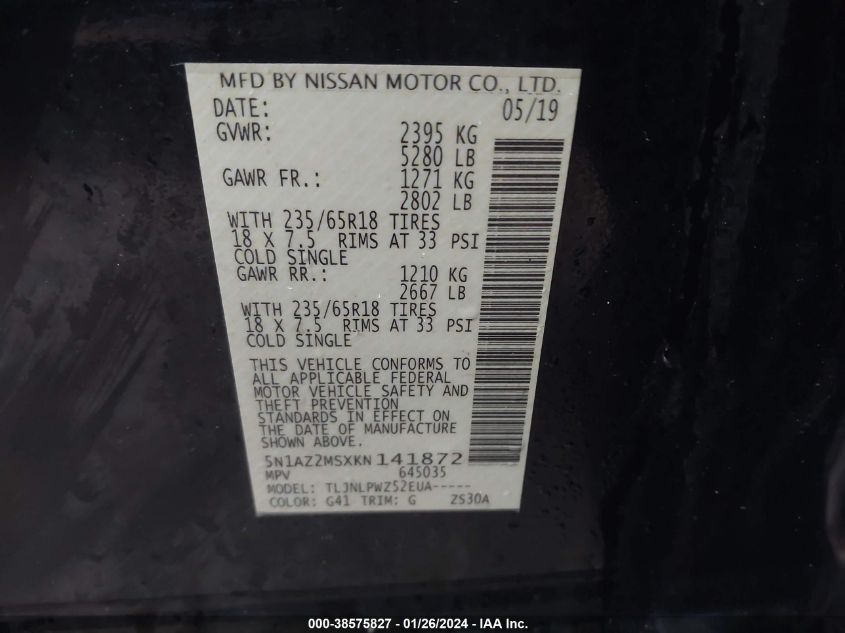 MFD BY NISSAN MOTOR CO., LTD.
DATE: 05/19
GVWR: 2395 KG
5280 LB
GAWR FR.: 1271 KG
2802 LB
WITH 235/65R18 TIRES
18 X 7.5 RIMS AT 33 PSI
COLD SINGLE
GAWR RR.: 1210 KG
2667 LB
WITH 235/65R18 TIRES
18 X 7.5 RIMS AT 33 PSI
COLD SINGLE
THIS VEHICLE CONFORMS TO
ALL APPLICABLE FEDERAL
MOTOR VEHICLE SAFETY AND
THEFT PREVENTION
STANDARDS IN EFFECT ON
THE DATE OF MANUFACTURE
SHOWN ABOVE.
5N1AZ2MSXKN141872
MPV 645035
MODEL: TLJNLPWZ52EUA-----
COLOR: G41 TRIM: G ZS30A
000-38575827 - 01/26/2024 - IAA Inc.